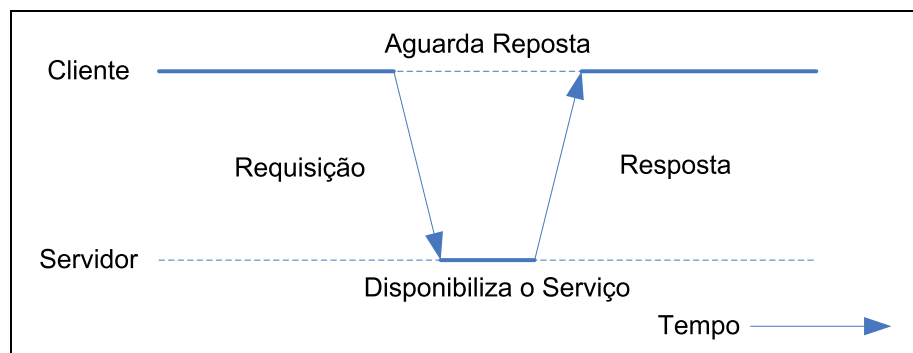 Aguarda Reposta
Cliente
Requisição
Resposta
Servidor
Disponibiliza o Serviço
Tempo